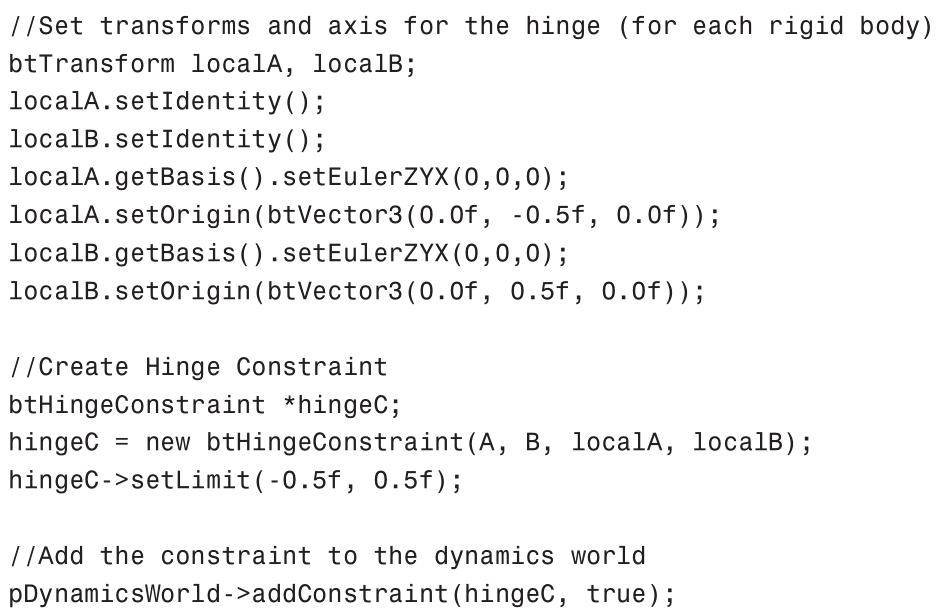 //Set transforms and axis for the hinge (for each rigid body)
btTransform localA, localB;
localA.setIdentity();
localB.setIdentity();
localA.getBasis().setEulerZYX(0,0,0);
localA.setOrigin(btVector3(0.0f, -0.5f, 0.0f));
localB.getBasis().setEulerZYX(0,0,0);
localB.setOrigin(btVector3(0.0f, 0.5f, 0.0f));

//Create Hinge Constraint
btHingeConstraint *hingeC;
hingeC = new btHingeConstraint(A, B, localA, localB);
hingeC->setLimit(-0.5f, 0.5f);

//Add the constraint to the dynamics world
pDynamicsWorld->addConstraint(hingeC, true);